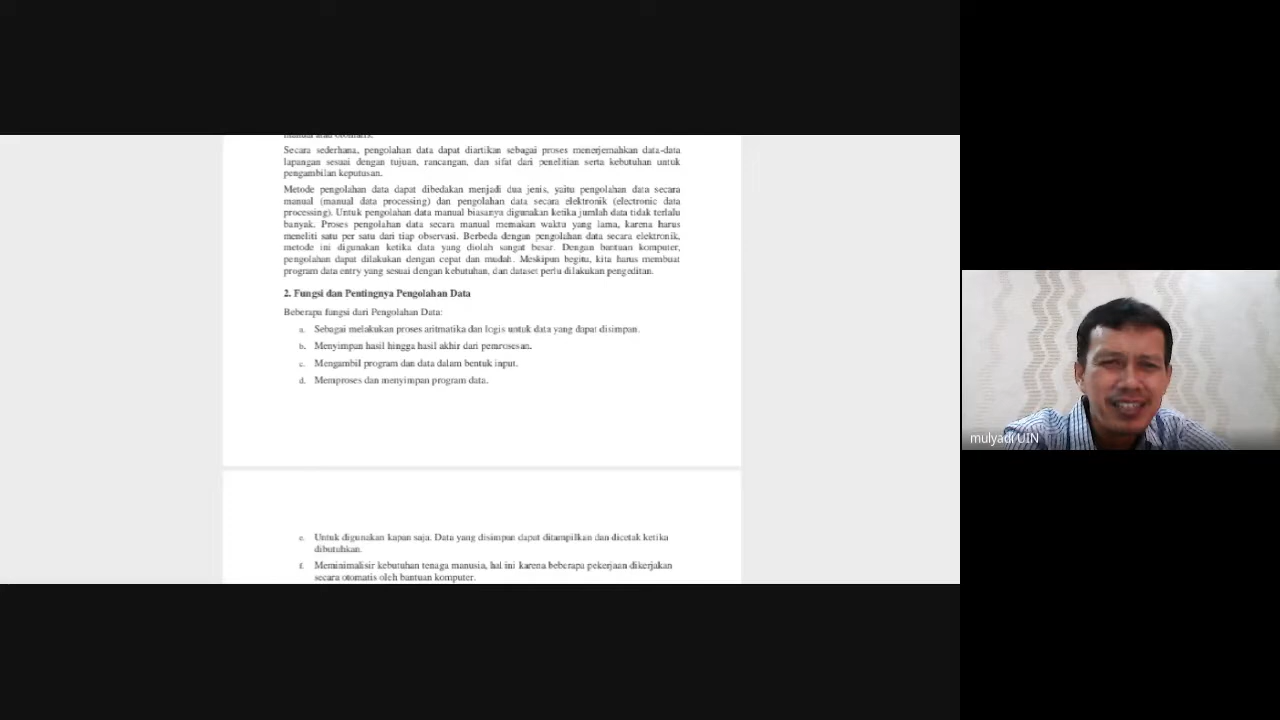 Secara sederhana, pengolahan data dapat diartikan sebagai proses menerjemahkan data-data
lapangan sesuai dengan tujuan, rancangan, dan sifat dari penelitian serta kebutuhan untuk
pengambilan keputusan.
Metode pengolahan data dapat dibedakan menjadi dua jenis, yaitu pengolahan data secara
manual (manual data processing) dan pengolahan data secara elektronik (electronic data
processing). Untuk pengolahan data manual biasanya digunakan ketika jumlah data tidak terlalu
banyak. Proses pengolahan data secara manual memakan waktu yang lama, karena harus
meneliti satu per satu dari tiap observasi. Berbeda dengan pengolahan data secara elektronik,
metode ini digunakan ketika data yang diolah sangat besar. Dengan bantuan komputer,
pengolahan dapat dilakukan dengan cepat dan mudah. Meskipun begitu, kita harus membuat
program data entry yang sesuai dengan kebutuhan, dan dataset perlu dilakukan pengeditan.
2. Fungsi dan Pentingnya Pengolahan Data
Beberapa fungsi dari Pengolahan Data:
a. Sebagai melakukan proses aritmatika dan logis untuk data yang dapat disimpan.
b. Menyimpan hasil hingga hasil akhir dari pemrosesan.
c. Mengambil program dan data dalam bentuk input.
d. Memproses dan menyimpan program data.
e. Untuk digunakan kapan saja. Data yang disimpan dapat ditampilkan dan dicetak ketika
dibutuhkan.
f. Meminimalisir kebutuhan tenaga manusia, hal ini karena beberapa pekerjaan dikerjakan
secara otomatis oleh bantuan komputer.
mulyadi UIN